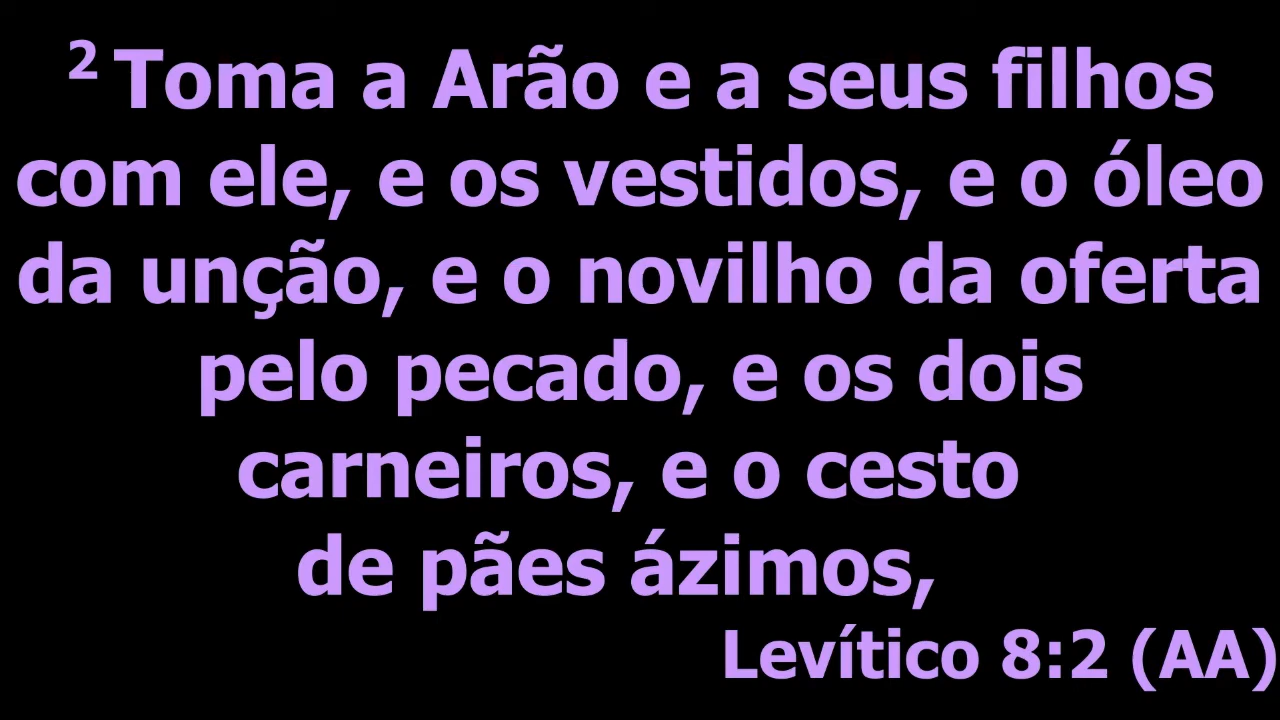 2 Toma a Arão e a seus filhos
com ele, e os vestidos, e o óleo
da unção, e o novilho da oferta
pelo pecado, e os dois
carneiros, e o cesto
de pães ázimos,
Levítico 8:2 (AA)